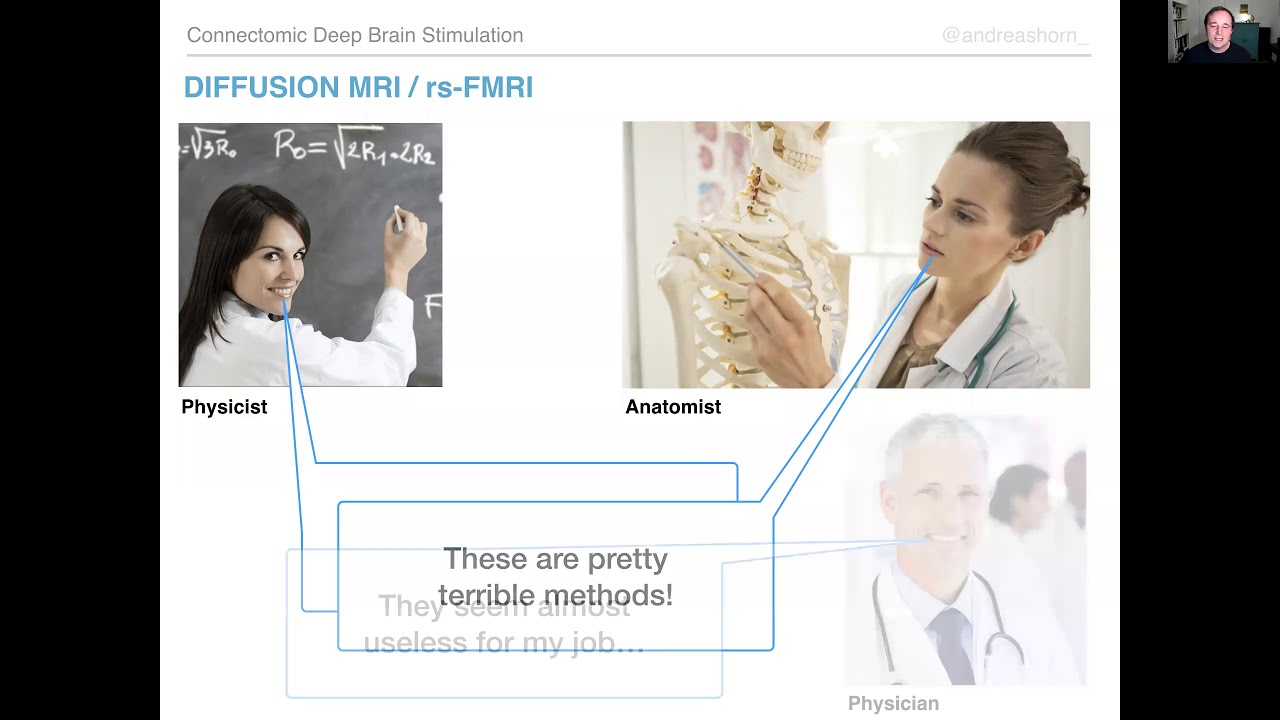 Connectomic Deep Brain Stimulation
@andreashorn_
DIFFUSION MRI / rs-FMRI
R₀=√2R₁·2R₂
Physicist
Anatomist
These are pretty
terrible methods!
They seem almost
useless for my job…
Physician